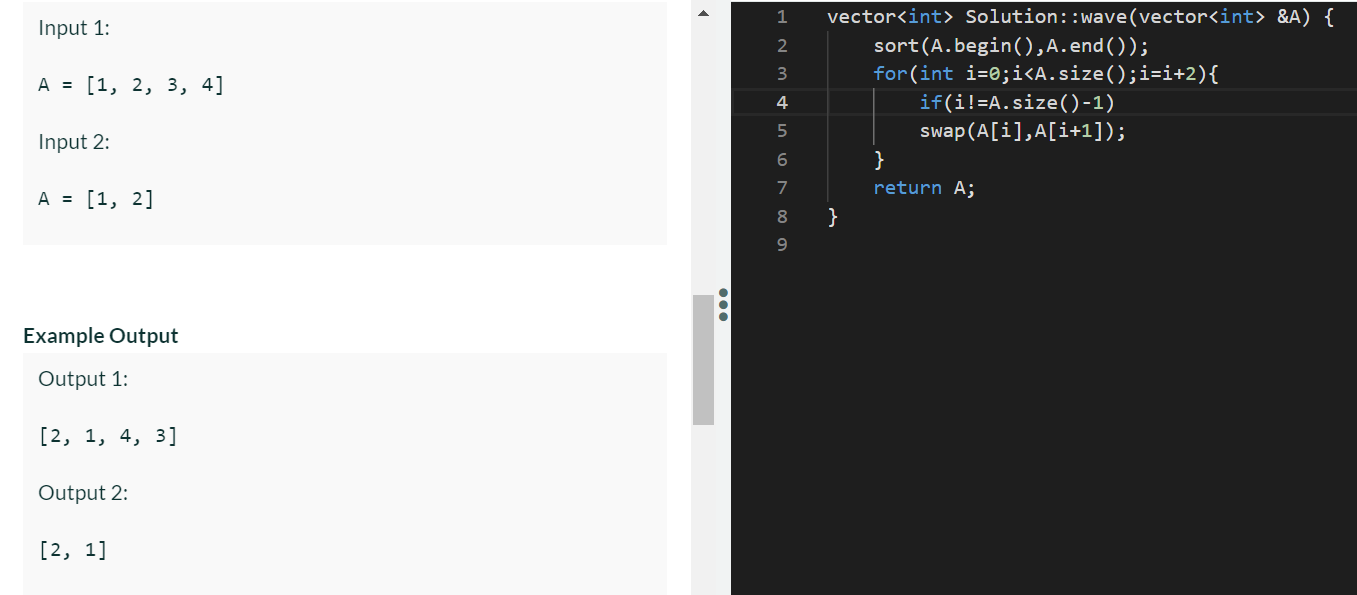 Input 1:
A = [1, 2, 3, 4]
Input 2:
A = [1, 2]
Example Output
Output 1:
[2, 1, 4, 3]
Output 2:
[2, 1]
1 vector<int> Solution::wave(vector<int> &A) {
2     sort(A.begin(),A.end());
3     for(int i=0;i<A.size();i=i+2){
4         if(i!=A.size()-1)
5         swap(A[i],A[i+1]);
6     }
7     return A;
8 }
9